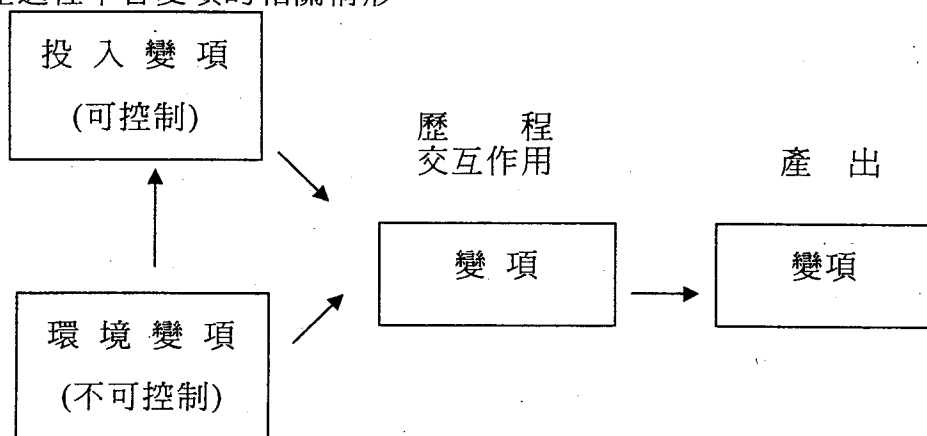 投入變項
(可控制)
歷程
交互作用
產出
變項
變項
環境變項
(不可控制)